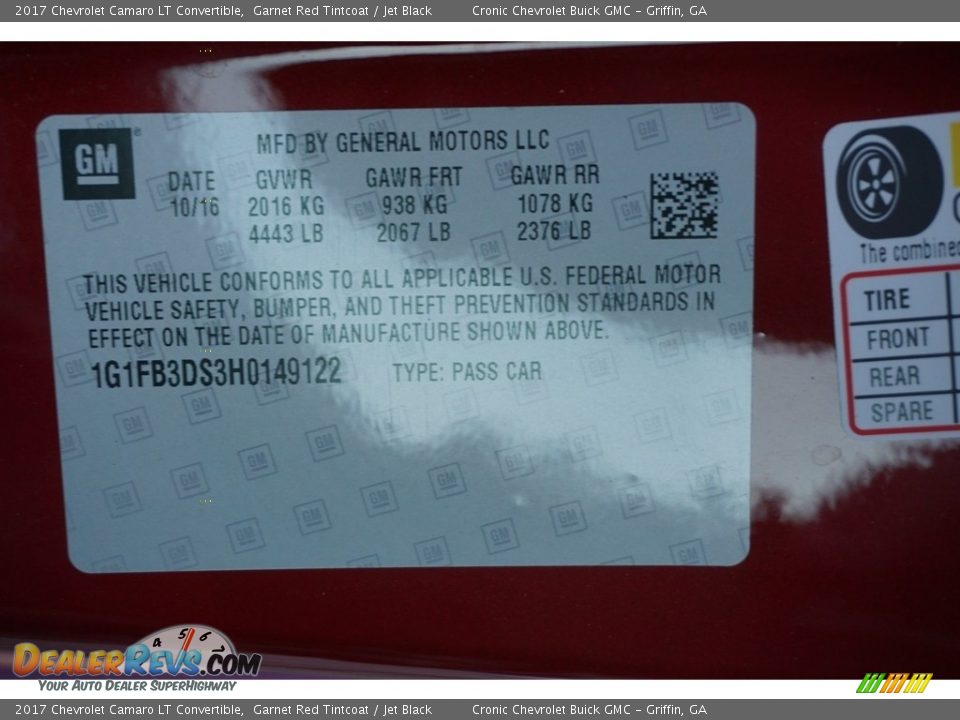 2017 Chevrolet Camaro LT Convertible, Garnet Red Tintcoat / Jet Black Cronic Chevrolet Buick GMC – Griffin, GA
GM
MFD BY GENERAL MOTORS LLC
DATE GVWR GAWR FRT GAWR RR
10/16 2016 KG 938 KG 1078 KG
4443 LB 2067 LB 2376 LB
THIS VEHICLE CONFORMS TO ALL APPLICABLE U.S. FEDERAL MOTOR
VEHICLE SAFETY, BUMPER, AND THEFT PREVENTION STANDARDS IN
EFFECT ON THE DATE OF MANUFACTURE SHOWN ABOVE.
1G1FB3DS3H0149122 TYPE: PASS CAR
The combined
TIRE
FRONT
REAR
SPARE
4 5 6 7
DEALERREVS.COM
YOUR AUTO DEALER SUPERHIGHWAY
2017 Chevrolet Camaro LT Convertible, Garnet Red Tintcoat / Jet Black Cronic Chevrolet Buick GMC – Griffin, GA